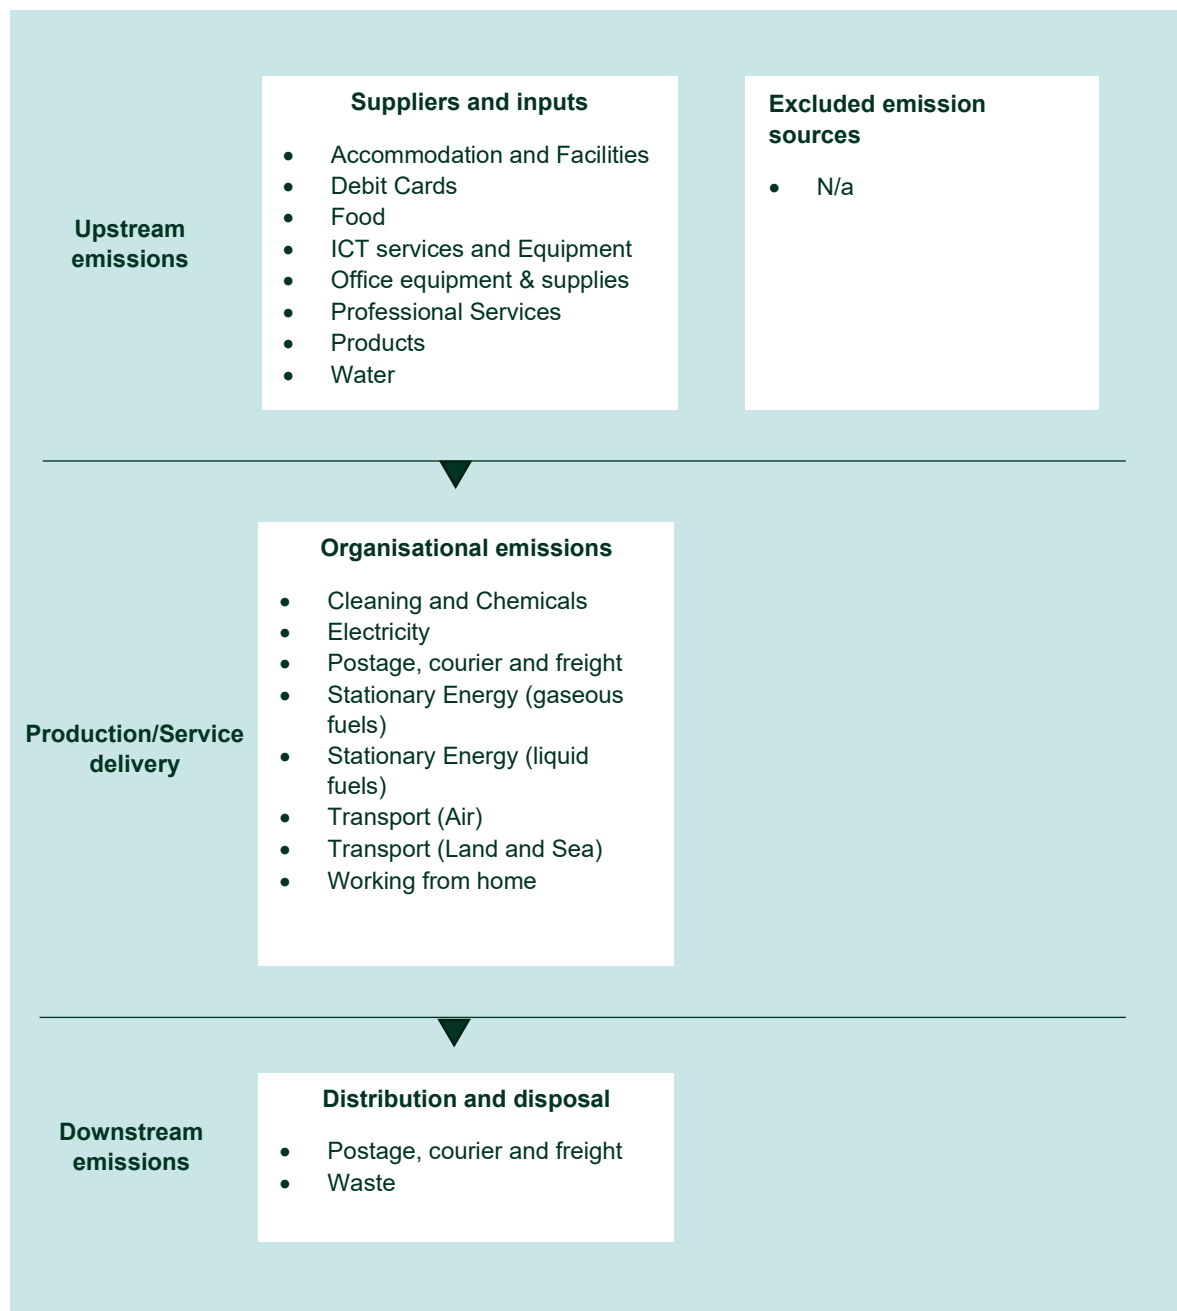 Upstream
emissions
Suppliers and inputs
• Accommodation and Facilities
• Debit Cards
• Food
• ICT services and Equipment
• Office equipment & supplies
• Professional Services
• Products
• Water
Excluded emission
sources
• N/a
Production/Service
delivery
Organisational emissions
• Cleaning and Chemicals
• Electricity
• Postage, courier and freight
• Stationary Energy (gaseous
fuels)
• Stationary Energy (liquid
fuels)
• Transport (Air)
• Transport (Land and Sea)
• Working from home
Downstream
emissions
Distribution and disposal
• Postage, courier and freight
• Waste